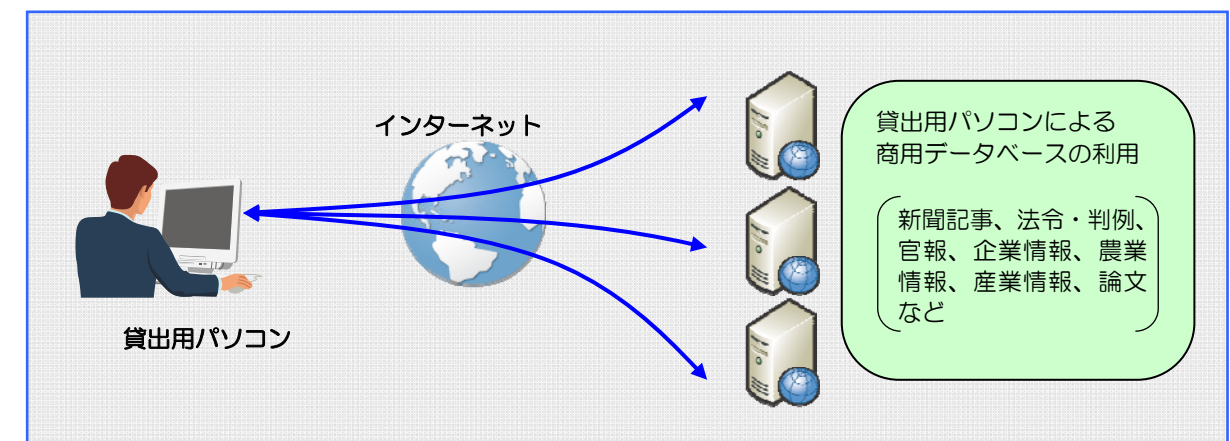 インターネット
貸出用パソコン
貸出用パソコンによる
商用データベースの利用
新聞記事、法令・判例、
官報、企業情報、農業
情報、産業情報、論文
など